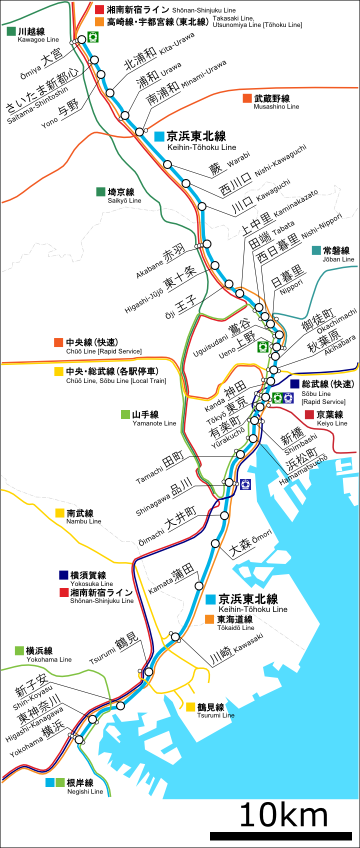 湘南新宿ライン Shōnan-Shinjuku Line
高崎線・宇都宮線（東北線） Takasaki Line,
Utsunomiya Line [Tōhoku Line]
川越線
Kawagoe Line
大宮
Ōmiya
さいたま新都心
Saitama-Shintoshin
与野
Yono
北浦和 Kita-Urawa
浦和 Urawa
南浦和 Minami-Urawa
武蔵野線
Musashino Line
京浜東北線
Keihin-Tōhoku Line
蕨 Warabi
西川口 Nishi-Kawaguchi
川口 Kawaguchi
埼京線
Saikyō Line
上中里 Kaminakazato
田端 Tabata
西日暮里 Nishi-Nippori
赤羽
Akabane
東十条
Higashi-Jūjō
王子
Ōji
常磐線
Jōban Line
日暮里
Nippori
鶯谷
Uguisudani
上野
Ueno
御徒町
Okachimachi
秋葉原
Akihabara
中央線（快速）
Chūō Line [Rapid Service]
中央・総武線（各駅停車）
Chūō Line, Sōbu Line [Local Train]
神田
Kanda
東京
Tōkyō
有楽町
Yūrakuchō
総武線（快速）
Sōbu Line
[Rapid Service]
京葉線
Keiyo Line
山手線
Yamanote Line
新橋
Shimbashi
浜松町
Hamamatsuchō
田町
Tamachi
品川
Shinagawa
大井町
Ōimachi
南武線
Nambu Line
大森 Ōmori
横須賀線
Yokosuka Line
湘南新宿ライン
Shōnan-Shinjuku Line
蒲田
Kamata
京浜東北線
Keihin-Tōhoku Line
東海道線
Tōkaidō Line
川崎 Kawasaki
横浜線
Yokohama Line
鶴見
Tsurumi
新子安
Shin-Koyasu
東神奈川
Higashi-Kanagawa
横浜
Yokohama
鶴見線
Tsurumi Line
根岸線
Negishi Line
10km